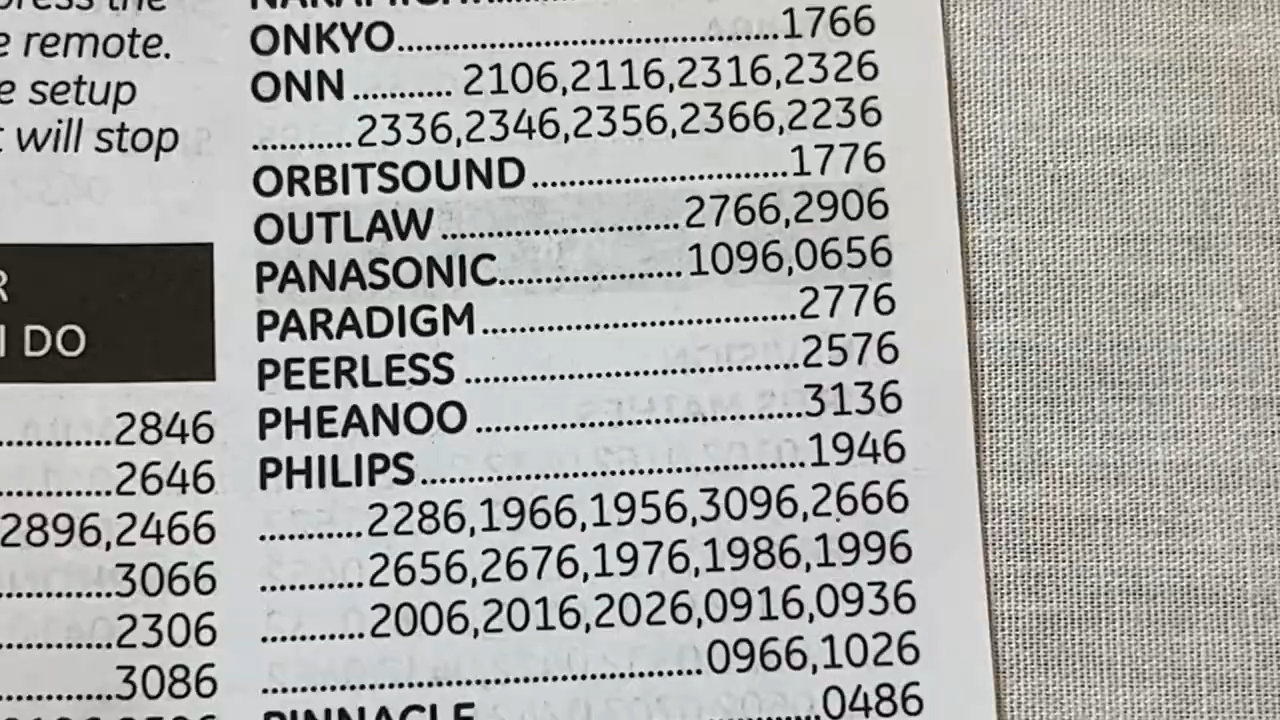 press the
e remote.
e setup
t will stop
R
I DO
............2846
............2646
2896,2466
............3066
............2306
............3086
ONKYO.............................................1766
ONN........... 2106,2116,2316,2326
...........2336,2346,2356,2366,2236
ORBITSOUND..............................1776
OUTLAW............................2766,2906
PANASONIC.....................1096,0656
PARADIGM.....................................2776
PEERLESS.......................................2576
PHEANOO......................................3136
PHILIPS............................................1946
...........2286,1966,1956,3096,2666
...........2656,2676,1976,1986,1996
...........2006,2016,2026,0916,0936
.................................................0966,1026
PINNACLE.......................................0486